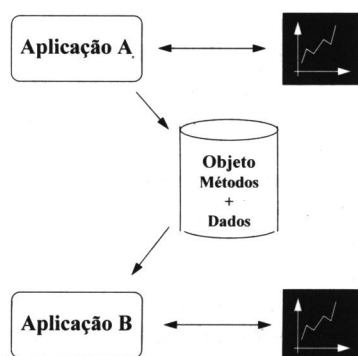 Aplicação A
Objeto
Métodos
+
Dados
Aplicação B